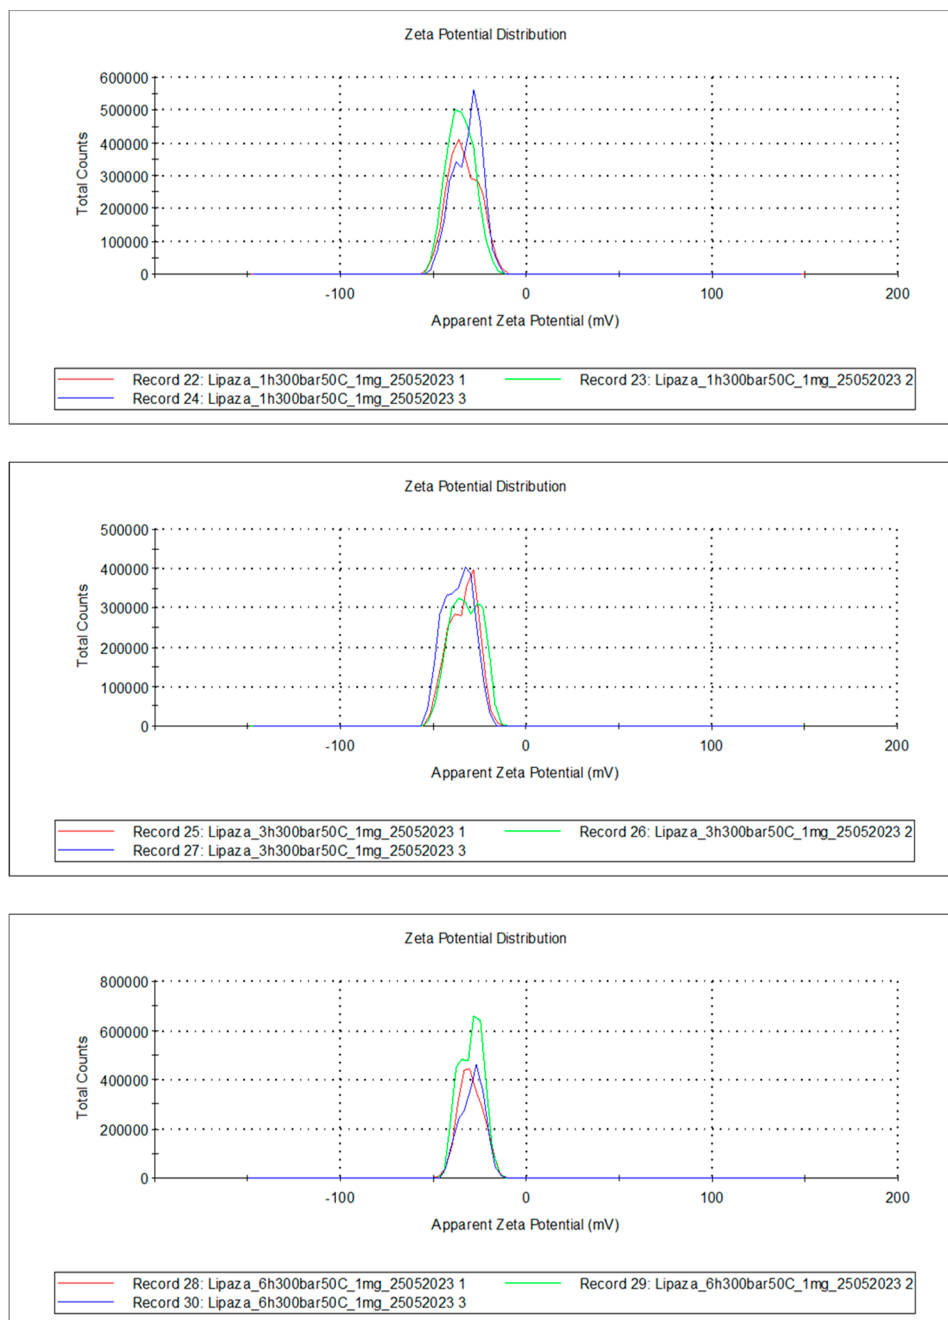 Zeta Potential Distribution
600000
500000
400000
300000
200000
100000
0
Total Counts
-100 0 100 200
Apparent Zeta Potential (mV)
Record 22: Lipaza_1h300bar50C_1mg_25052023 1 Record 23: Lipaza_1h300bar50C_1mg_25052023 2
Record 24: Lipaza_1h300bar50C_1mg_25052023 3
Zeta Potential Distribution
500000
400000
300000
200000
100000
0
Total Counts
-100 0 100 200
Apparent Zeta Potential (mV)
Record 25: Lipaza_3h300bar50C_1mg_25052023 1 Record 26: Lipaza_3h300bar50C_1mg_25052023 2
Record 27: Lipaza_3h300bar50C_1mg_25052023 3
Zeta Potential Distribution
800000
600000
400000
200000
0
Total Counts
-100 0 100 200
Apparent Zeta Potential (mV)
Record 28: Lipaza_6h300bar50C_1mg_25052023 1 Record 29: Lipaza_6h300bar50C_1mg_25052023 2
Record 30: Lipaza_6h300bar50C_1mg_25052023 3